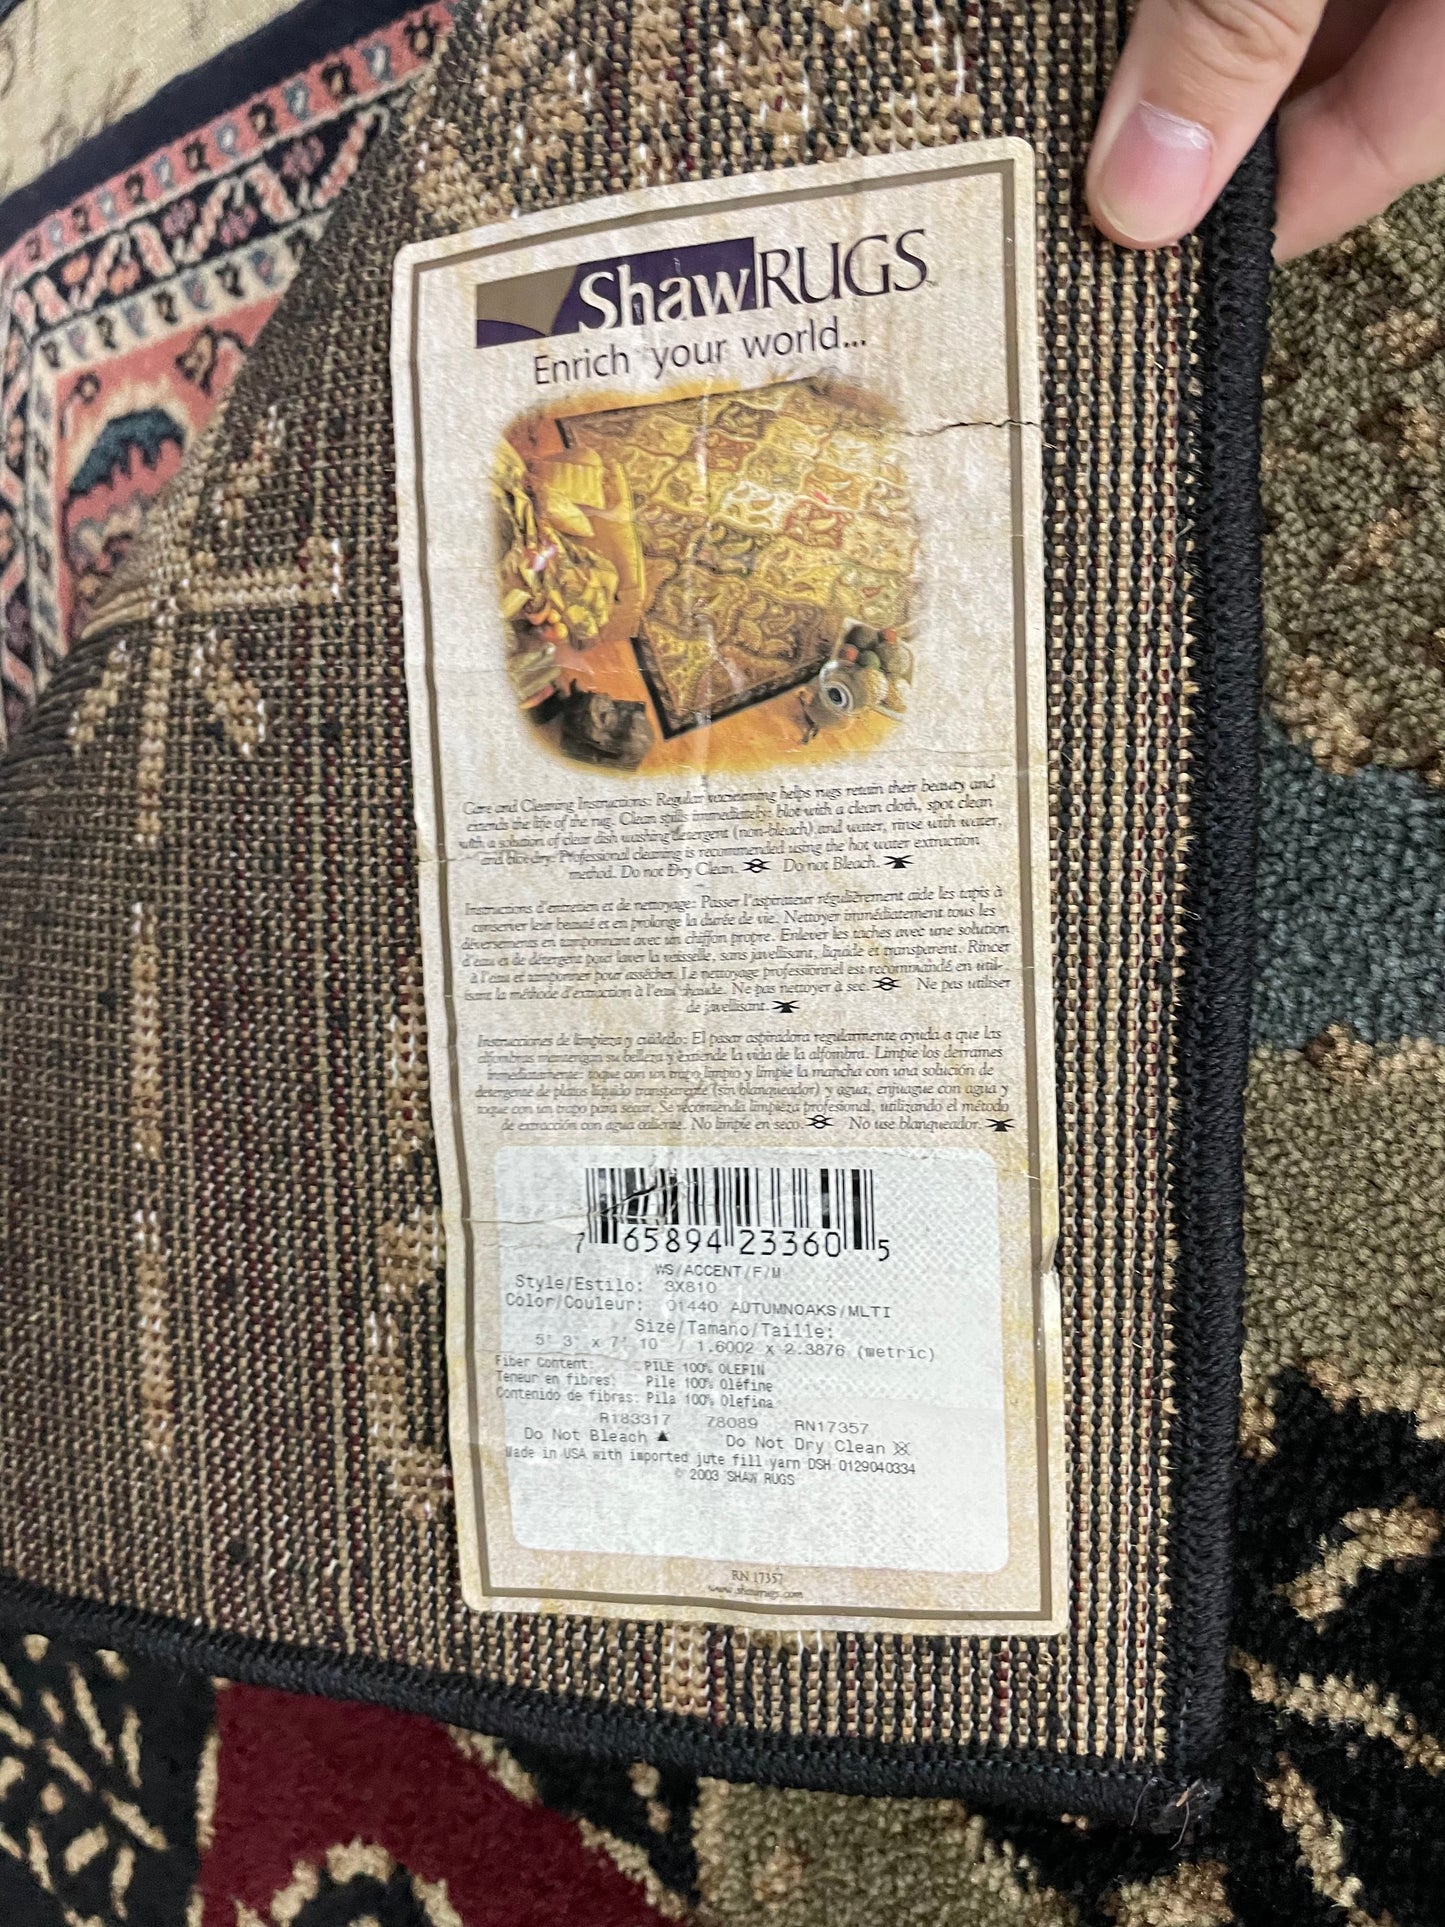 Shaw RUGS™
Enrich your world...
Care and Cleaning Instructions: Regular vacuuming helps rugs retain their beauty and
extends the life of the rug. Clean spills immediately: blot with a clean cloth, spot clean
with a solution of clear dish washing detergent (non-bleach) and water, rinse with water,
and blot dry. Professional cleaning is recommended using the hot water extraction
method. Do not Dry Clean. Do not Bleach.
Instructions d'entretien et de nettoyage: Passer l'aspirateur régulièrement aide les tapis à
conserver leur beauté et en prolonge la durée de vie. Nettoyer immédiatement tous les
déversements en tamponnant avec un chiffon propre. Enlever les taches avec une solution
d'eau et de détergent pour laver la vaisselle, sans javellisant, liquide et transparent. Rincer
à l'eau et tamponner pour assécher. Le nettoyage professionnel est recommandé en util-
isant la méthode d'extraction à l'eau chaude. Ne pas nettoyer à sec. Ne pas utiliser
de javellisant.
Instrucciones de limpieza y cuidado: El pasar aspiradora regularmente ayuda a que las
alfombras mantengan su belleza y extiende la vida de la alfombra. Limpie los derrames
inmediatamente: toque con un trapo limpio y limpie la mancha con una solución de
detergente de platos líquido transparente (sin blanqueador) y agua, enjuague con agua y
toque con un trapo para secar. Se recomienda limpieza profesional, utilizando el método
de extracción con agua caliente. No limpie en seco. No use blanqueador.
7 65894 23360 5
WS/ACCENT/F/M
Style/Estilo: 3X810
Color/Couleur: 01440 AUTUMNOAKS/MLTI
Size/Tamano/Taille:
5' 3" x 7' 10" / 1.6002 x 2.3876 (metric)
Fiber Content: PILE 100% OLEFIN
Teneur en fibres: Pile 100% Oléfine
Contenido de fibras: Pila 100% Olefina
R183317 78089 RN17357
Do Not Bleach Do Not Dry Clean
Made in USA with imported jute fill yarn DSH 0129040334
© 2003 SHAW RUGS
RN 17357
www.shawrugs.com